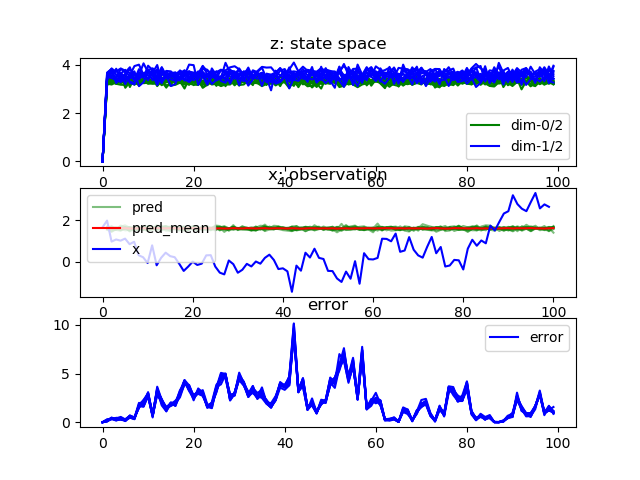 z: state space
4
2
0
dim-0/2
dim-1/2
0 20 40 60 80 100
x: observation
2
0
pred
pred_mean
x
0 20 40 60 80 100
error
10
5
0
error
0 20 40 60 80 100